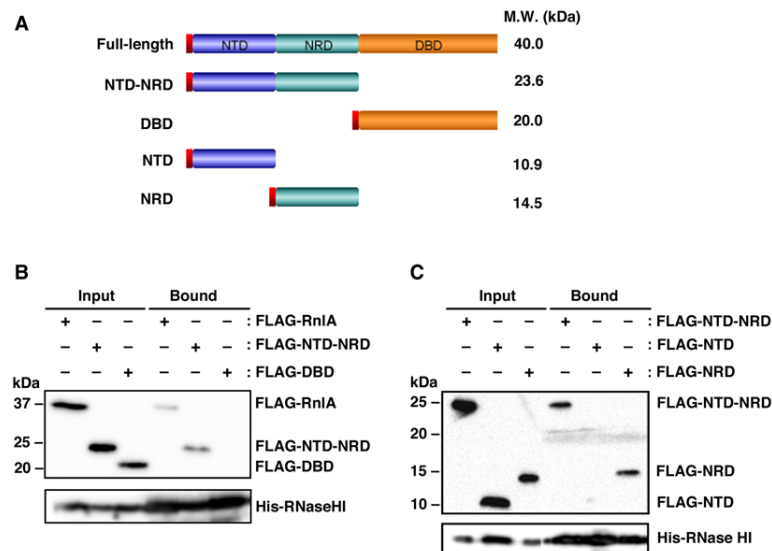 A
M.W. (kDa)
Full-length NTD NRD DBD 40.0
NTD-NRD 23.6
DBD 20.0
NTD 10.9
NRD 14.5
B
Input Bound
+ – – + – – : FLAG-RnlA
– + – – + – : FLAG-NTD-NRD
– – + – – + : FLAG-DBD
kDa
37 – FLAG-RnlA
25 – FLAG-NTD-NRD
20 – FLAG-DBD
His-RNaseHI
C
Input Bound
+ – – + – – : FLAG-NTD-NRD
– + – – + – : FLAG-NTD
– – + – – + : FLAG-NRD
kDa
25 – FLAG-NTD-NRD
20 –
15 – FLAG-NRD
10 – FLAG-NTD
His-RNase HI